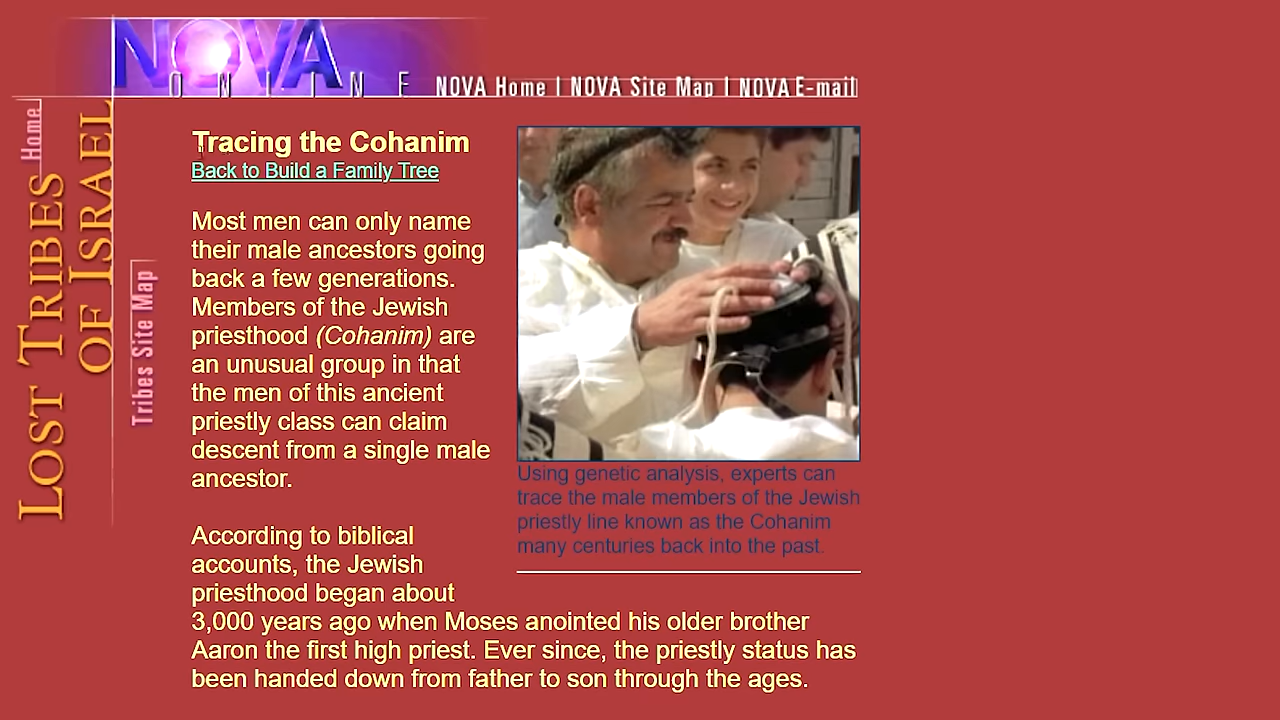 NOVA
ONLINE
NOVA Home | NOVA Site Map | NOVA E-mail
Home
LOST TRIBES
OF ISRAEL
Tribes Site Map
Tracing the Cohanim
Back to Build a Family Tree
Most men can only name
their male ancestors going
back a few generations.
Members of the Jewish
priesthood (Cohanim) are
an unusual group in that
the men of this ancient
priestly class can claim
descent from a single male
ancestor.
According to biblical
accounts, the Jewish
priesthood began about
3,000 years ago when Moses anointed his older brother
Aaron the first high priest. Ever since, the priestly status has
been handed down from father to son through the ages.
Using genetic analysis, experts can
trace the male members of the Jewish
priestly line known as the Cohanim
many centuries back into the past.